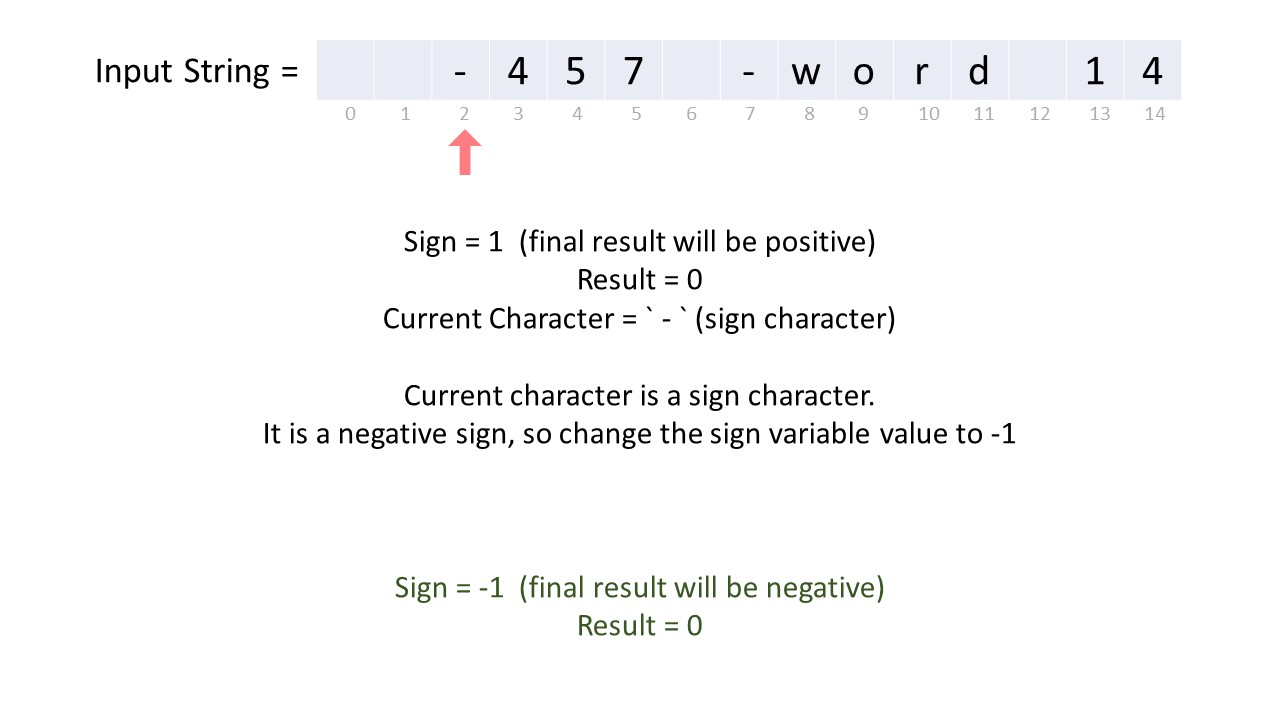 Input String = - 4 5 7 - w o r d 1 4
0 1 2 3 4 5 6 7 8 9 10 11 12 13 14
Sign = 1 (final result will be positive)
Result = 0
Current Character = ` - ` (sign character)
Current character is a sign character.
It is a negative sign, so change the sign variable value to -1
Sign = -1 (final result will be negative)
Result = 0